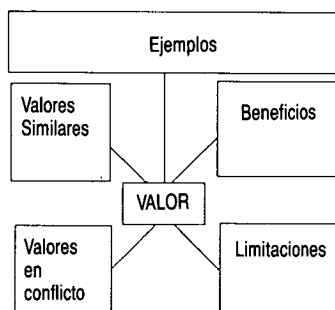 Ejemplos
Valores
Similares
Beneficios
VALOR
Valores
en
conflicto
Limitaciones